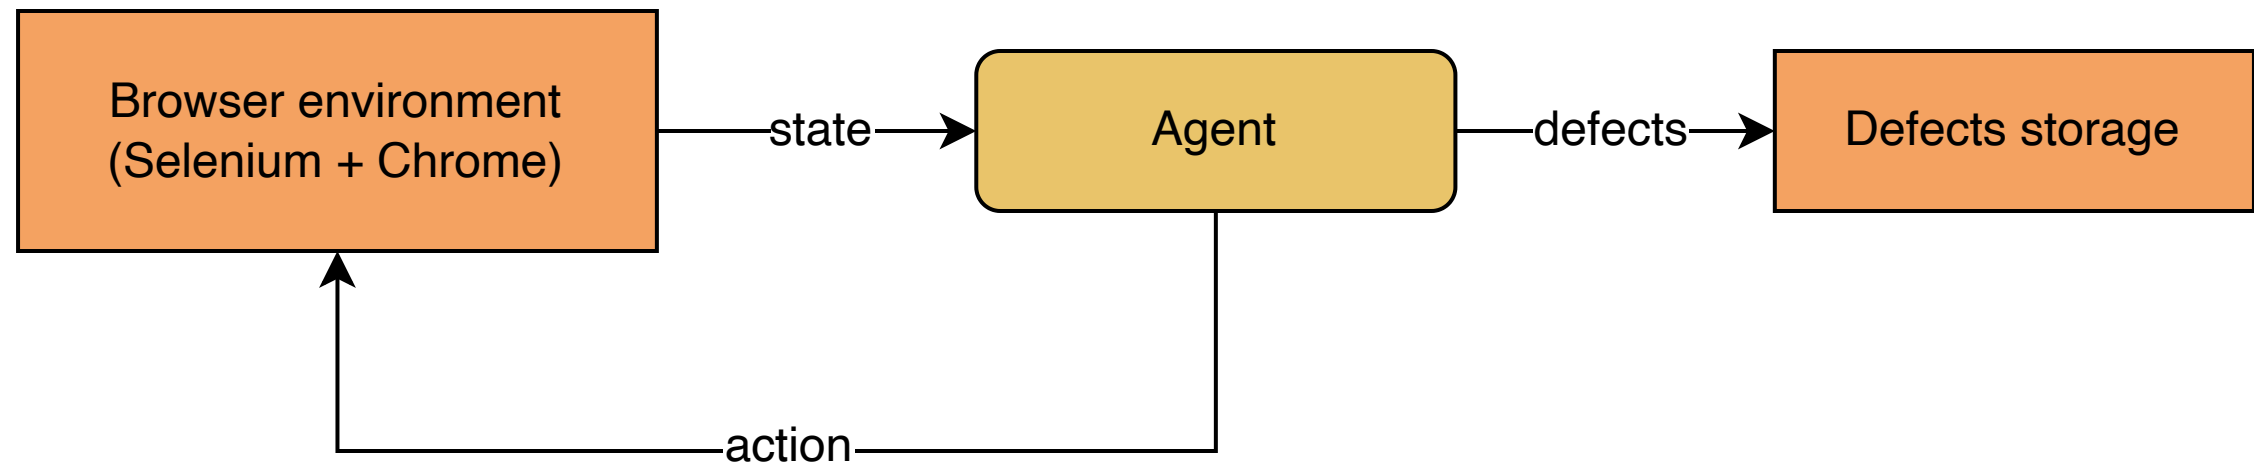 Browser environment
(Selenium + Chrome)
state
Agent
defects
Defects storage
action